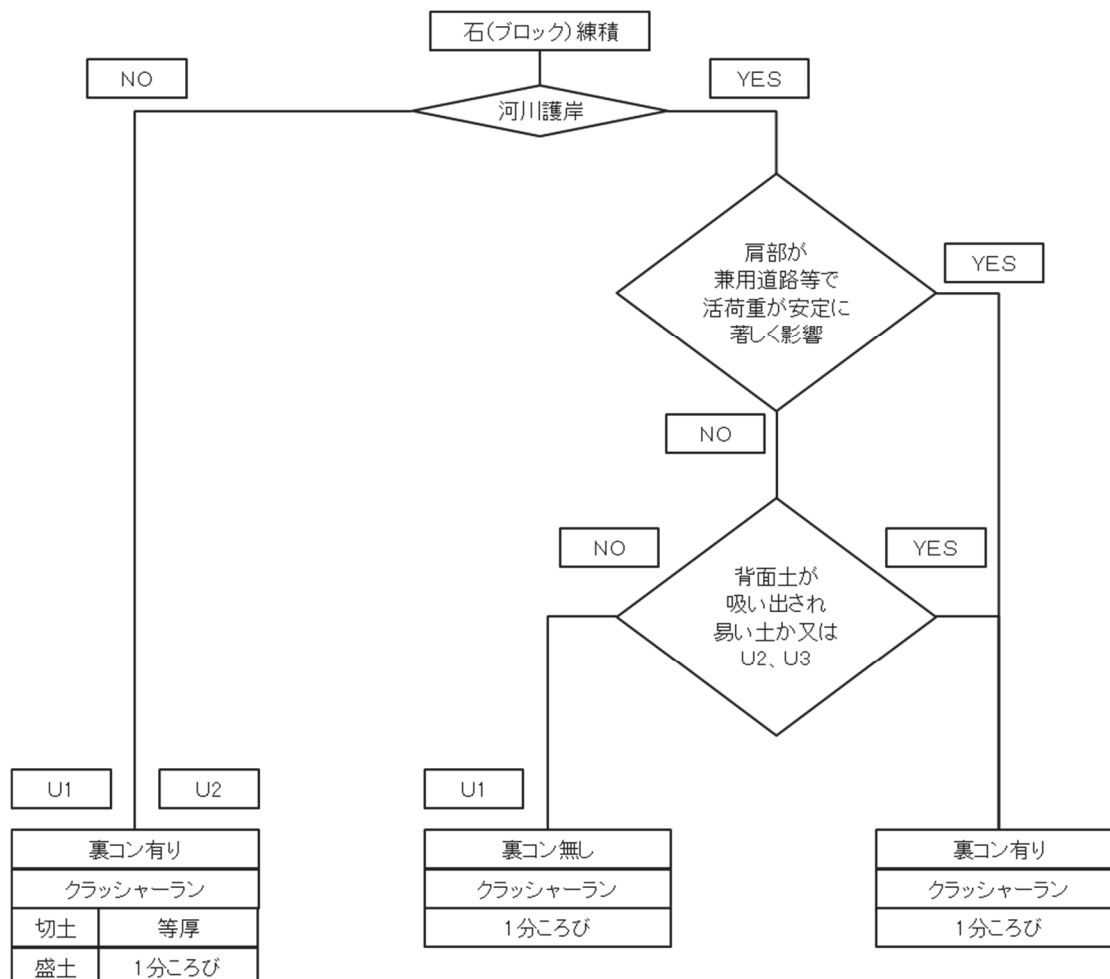 石(ブロック)練積
NO
YES
河川護岸
肩部が
兼用道路等で
活荷重が安定に
著しく影響
YES
NO
NO
YES
背面土が
吸い出され
易い土か又は
U2、U3
U1
U2
U1
裏コン有り
クラッシャーラン
切土 等厚
盛土 1分ころび
裏コン無し
クラッシャーラン
1分ころび
裏コン有り
クラッシャーラン
1分ころび